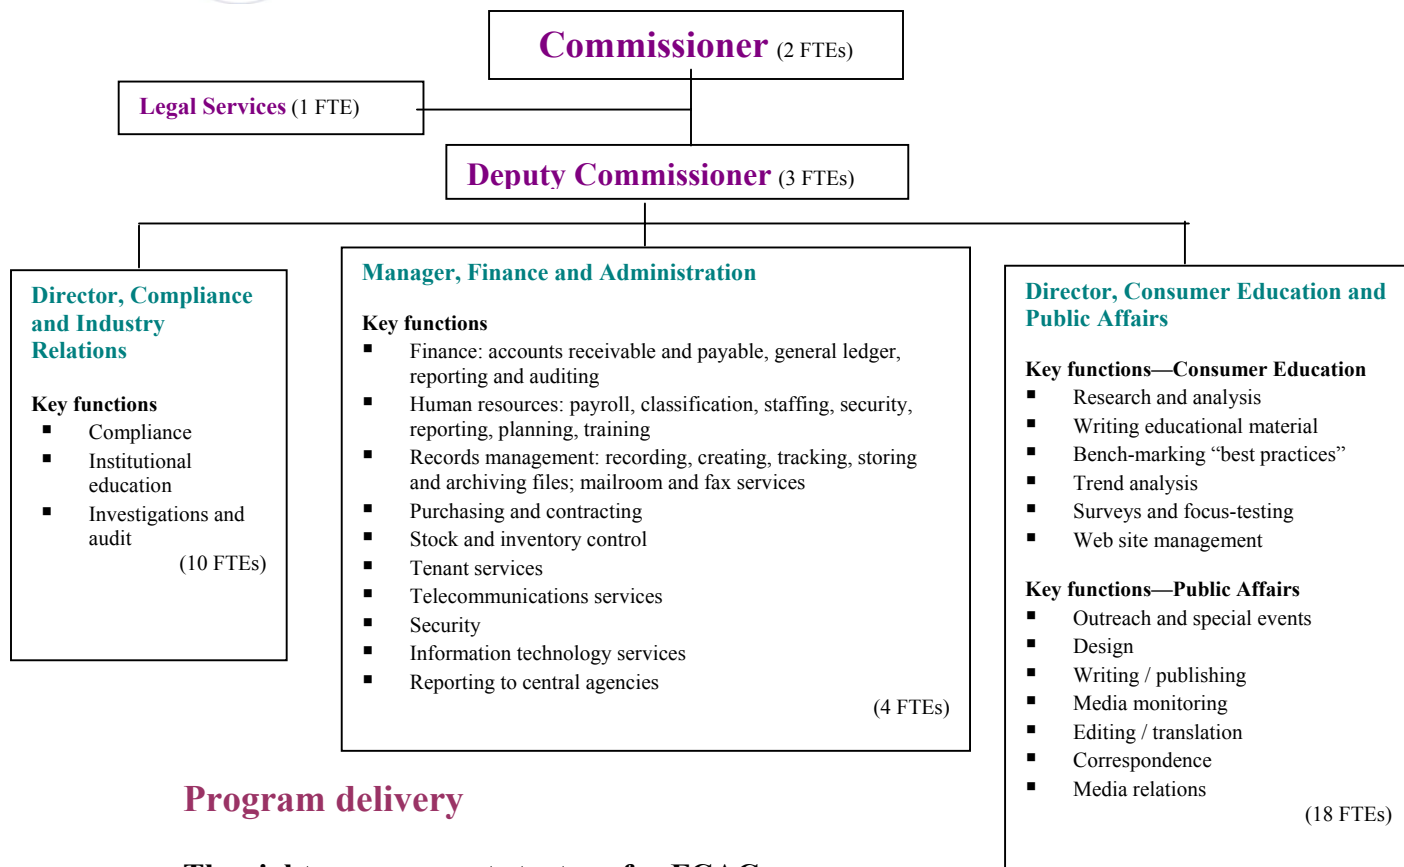 Commissioner (2 FTEs)
Legal Services (1 FTE)
Deputy Commissioner (3 FTEs)
Director, Compliance
and Industry
Relations
Key functions
▪ Compliance
▪ Institutional
education
▪ Investigations and
audit
(10 FTEs)
Manager, Finance and Administration
Key functions
▪ Finance: accounts receivable and payable, general ledger,
reporting and auditing
▪ Human resources: payroll, classification, staffing, security,
reporting, planning, training
▪ Records management: recording, creating, tracking, storing
and archiving files; mailroom and fax services
▪ Purchasing and contracting
▪ Stock and inventory control
▪ Tenant services
▪ Telecommunications services
▪ Security
▪ Information technology services
▪ Reporting to central agencies
(4 FTEs)
Director, Consumer Education and
Public Affairs
Key functions—Consumer Education
▪ Research and analysis
▪ Writing educational material
▪ Bench-marking “best practices”
▪ Trend analysis
▪ Surveys and focus-testing
▪ Web site management
Key functions—Public Affairs
▪ Outreach and special events
▪ Design
▪ Writing / publishing
▪ Media monitoring
▪ Editing / translation
▪ Correspondence
▪ Media relations
(18 FTEs)
Program delivery